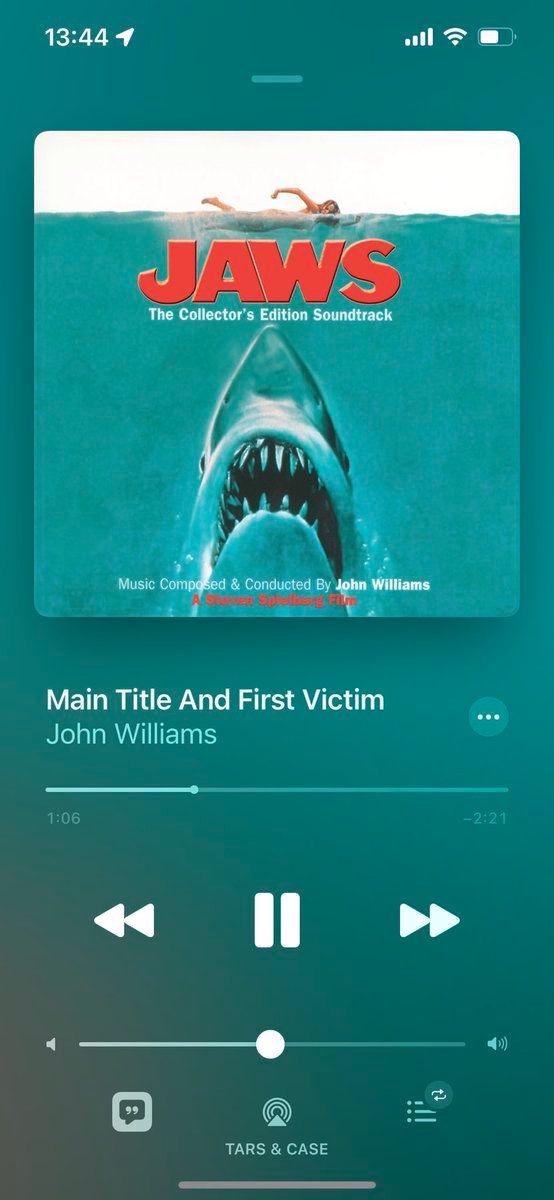 13:44
JAWS
The Collector's Edition Soundtrack
Music Composed & Conducted By John Williams
A Steven Spielberg Film
Main Title And First Victim
John Williams
1:06
−2:21
TARS & CASE